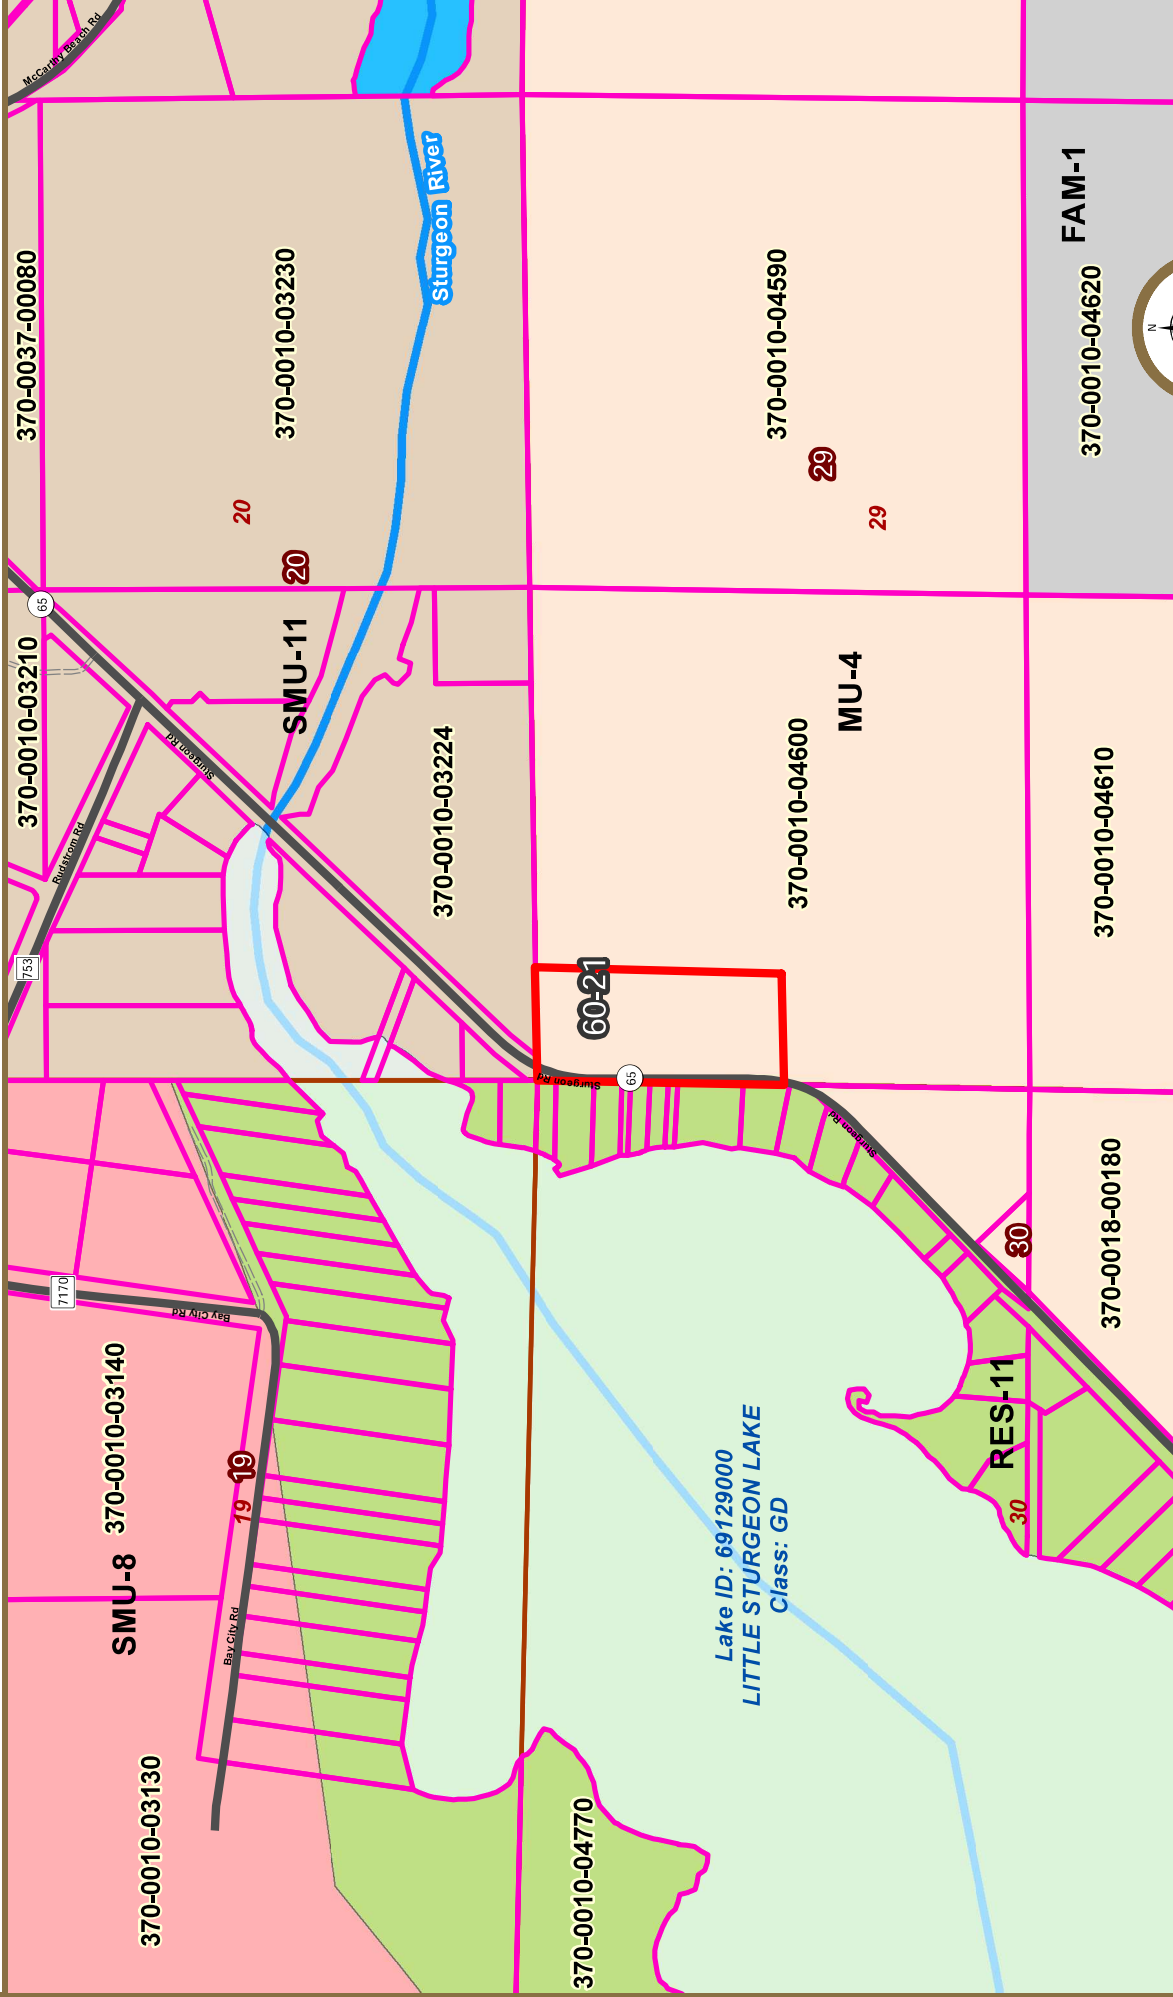 McCarthy Beach Rd
370-0037-00080
370-0010-03230
Sturgeon River
370-0010-04590
FAM-1
370-0010-04620
N
20
20
29
29
65
370-0010-03210
SMU-11
Sturgeon Rd
Rudstrom Rd
753
370-0010-03224
370-0010-04600
MU-4
370-0010-04610
60-21
Sturgeon Rd
65
Sturgeon Rd
370-0018-00180
30
7170
Bay City Rd
370-0010-03140
19
19
RES-11
30
SMU-8
Bay City Rd
Lake ID: 69129000
LITTLE STURGEON LAKE
Class: GD
370-0010-03130
370-0010-04770